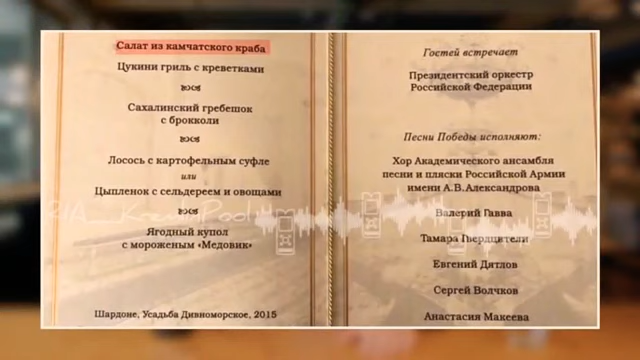 Салат из камчатского краба
Цукини гриль с креветками
Сахалинский гребешок
с брокколи
Лосось с картофельным суфле
или
Цыпленок с сельдереем и овощами
Ягодный купол
с мороженым «Медовик»
Шардоне, Усадьба Дивноморское, 2015
Гостей встречает
Президентский оркестр
Российской Федерации
Песни Победы исполняют:
Хор Академического ансамбля
песни и пляски Российской Армии
имени А.В.Александрова
Валерий Гавва
Тамара Гвердцители
Евгений Дятлов
Сергей Волчков
Анастасия Макеева
RIA_KremlPool